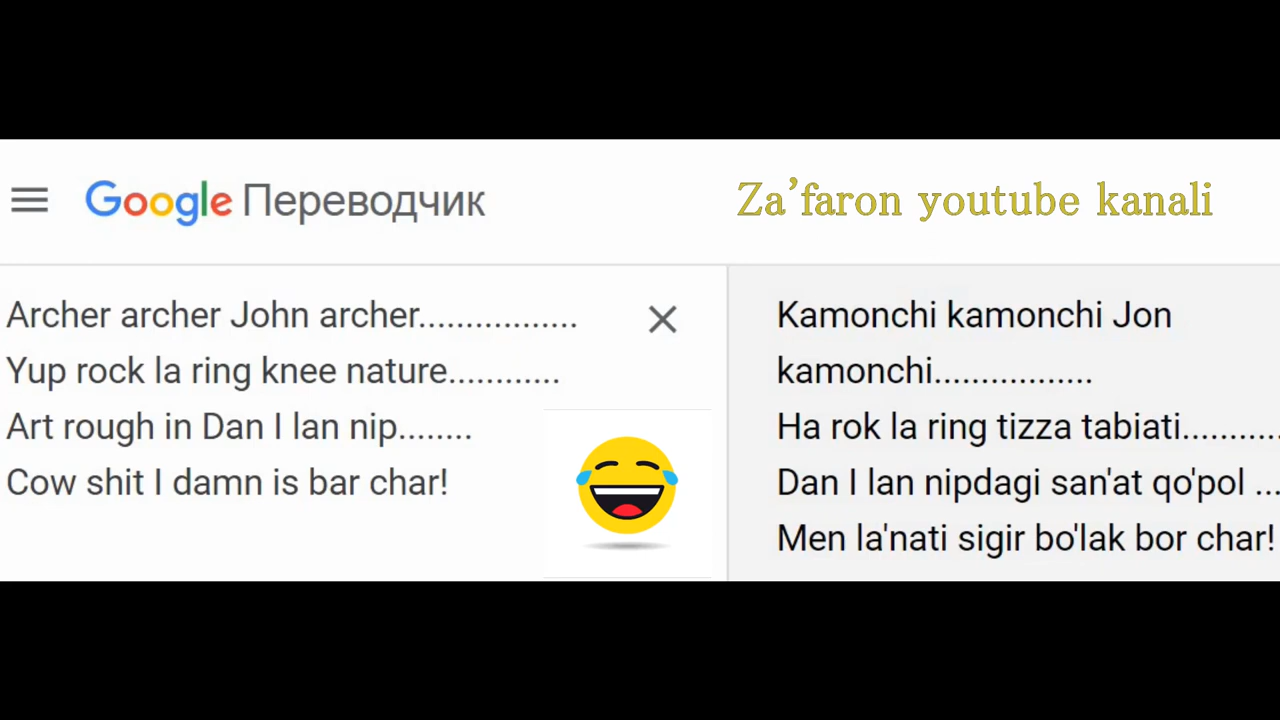 Google Переводчик
Za’faron youtube kanali
Archer archer John archer.................
Yup rock la ring knee nature............
Art rough in Dan I lan nip........
Cow shit I damn is bar char!
Kamonchi kamonchi Jon
kamonchi.................
Ha rok la ring tizza tabiati...........
Dan I lan nipdagi san'at qo'pol ...
Men la'nati sigir bo'lak bor char!